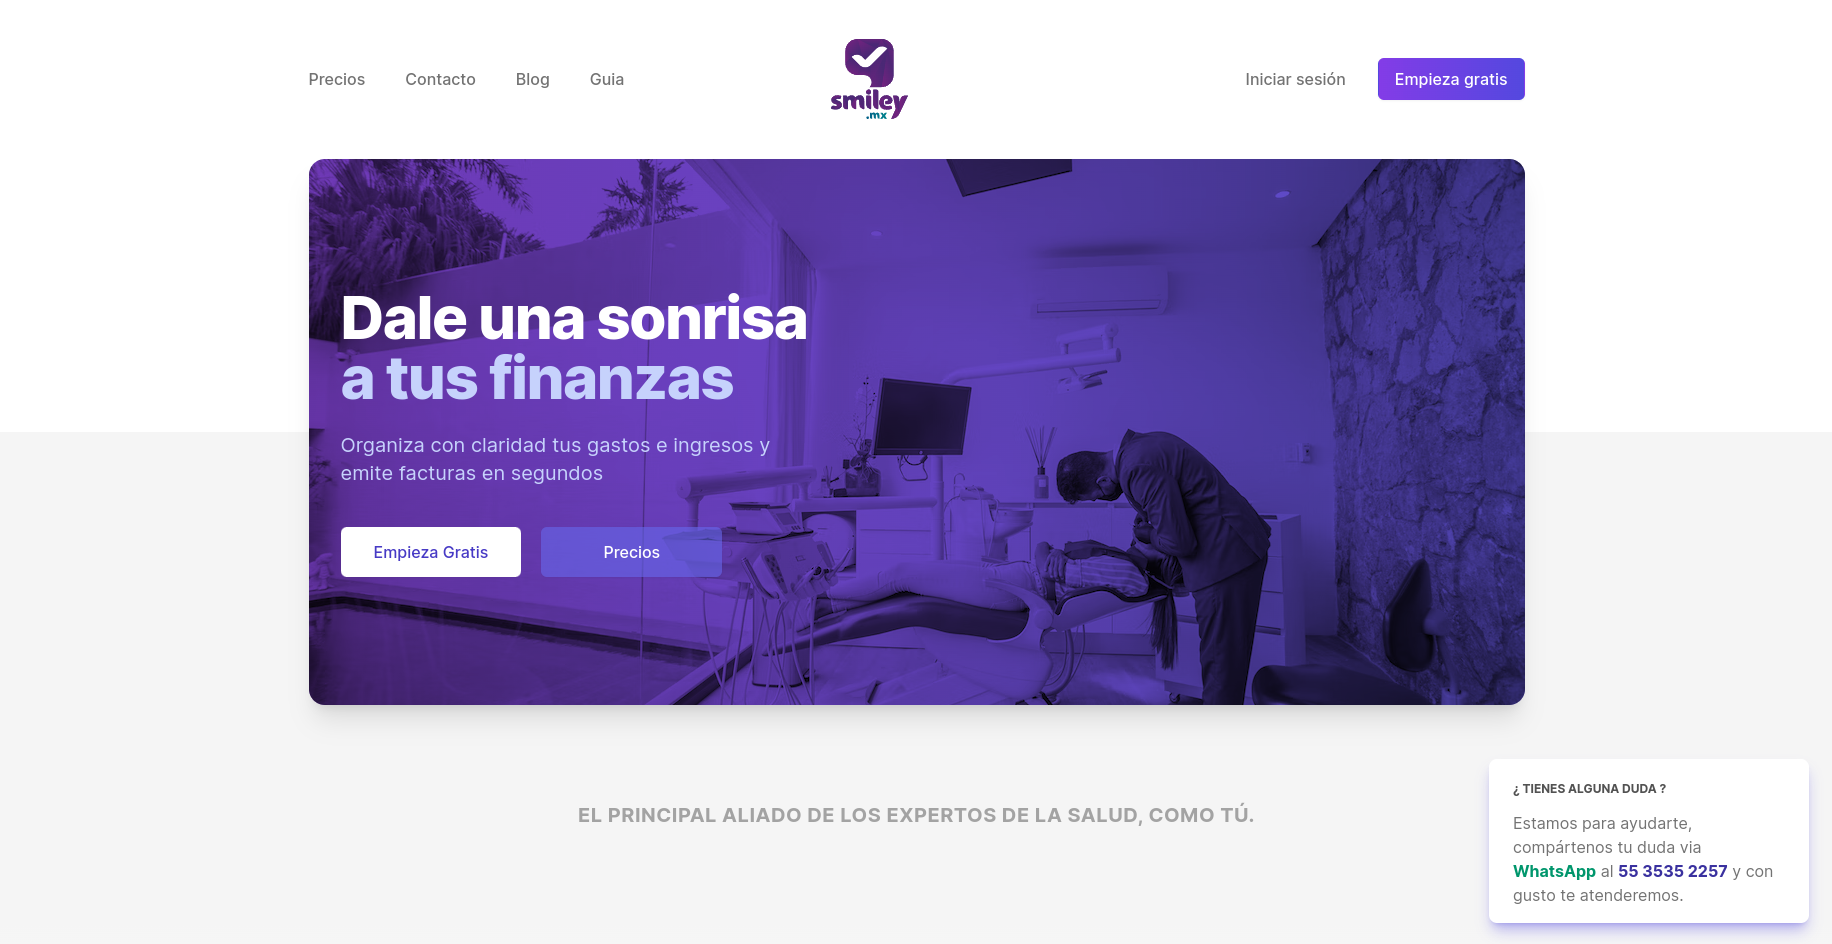 Precios
Contacto
Blog
Guia
smiley
.mx
Iniciar sesión
Empieza gratis
Dale una sonrisa
a tus finanzas
Organiza con claridad tus gastos e ingresos y
emite facturas en segundos
Empieza Gratis
Precios
EL PRINCIPAL ALIADO DE LOS EXPERTOS DE LA SALUD, COMO TÚ.
¿ TIENES ALGUNA DUDA ?
Estamos para ayudarte,
compártenos tu duda via
WhatsApp al 55 3535 2257 y con
gusto te atenderemos.